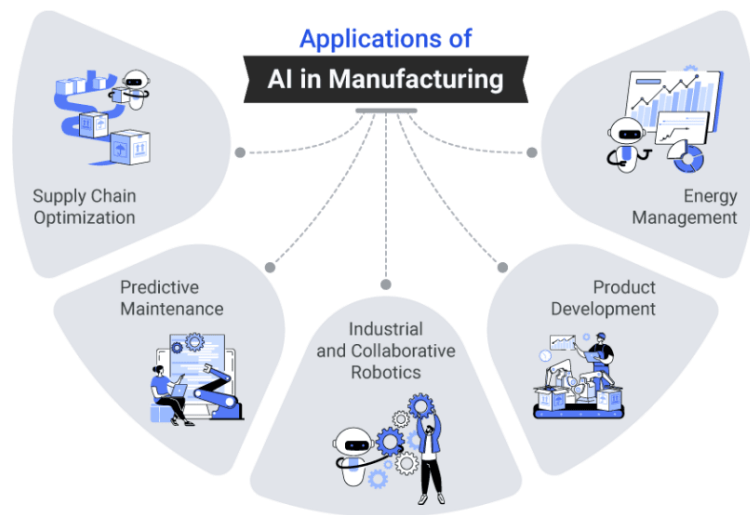 Applications of
AI in Manufacturing
Supply Chain
Optimization
Predictive
Maintenance
Industrial
and Collaborative
Robotics
Product
Development
Energy
Management